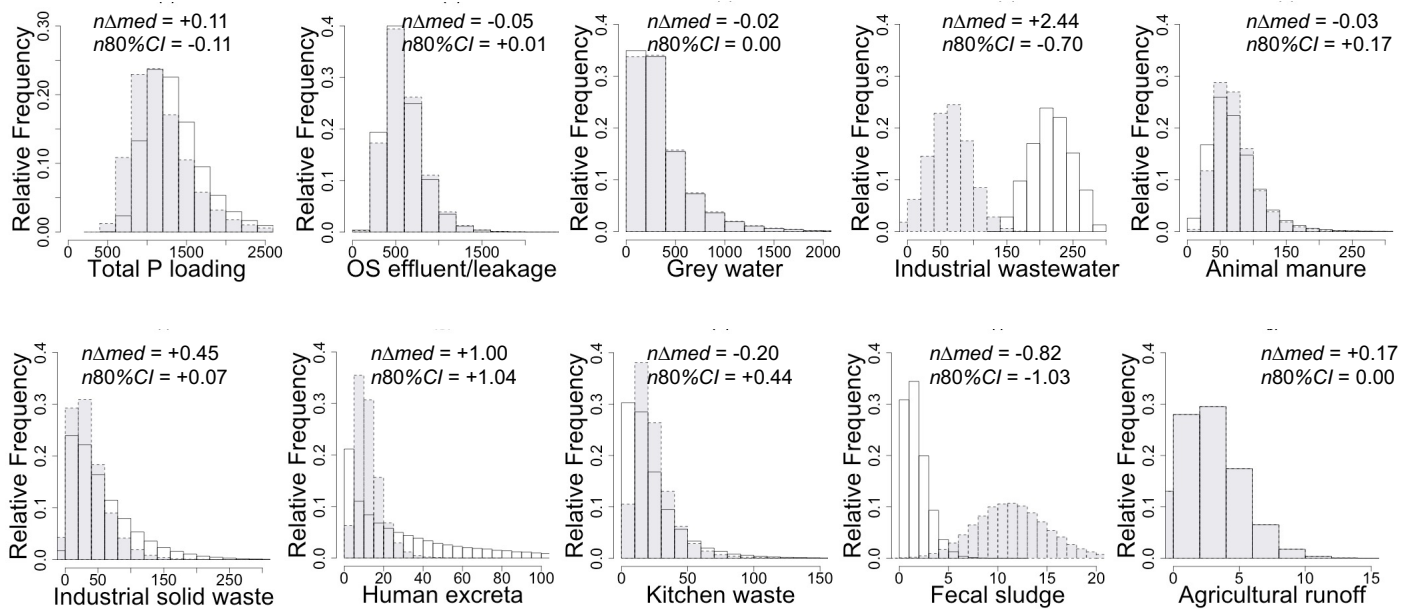 nΔmed = +0.11
n80%CI = -0.11
Relative Frequency
0.00 0.10 0.20 0.30
0 500 1500 2500
Total P loading
nΔmed = -0.05
n80%CI = +0.01
Relative Frequency
0.0 0.1 0.2 0.3 0.4
0 500 1500
OS effluent/leakage
nΔmed = -0.02
n80%CI = 0.00
Relative Frequency
0.0 0.1 0.2 0.3 0.4
0 500 1000 2000
Grey water
nΔmed = +2.44
n80%CI = -0.70
Relative Frequency
0.0 0.1 0.2 0.3 0.4
0 50 150 250
Industrial wastewater
nΔmed = -0.03
n80%CI = +0.17
Relative Frequency
0.0 0.1 0.2 0.3 0.4
0 50 150 250
Animal manure
nΔmed = +0.45
n80%CI = +0.07
Relative Frequency
0.0 0.1 0.2 0.3 0.4
0 50 150 250
Industrial solid waste
nΔmed = +1.00
n80%CI = +1.04
Relative Frequency
0.0 0.1 0.2 0.3 0.4
0 20 40 60 80 100
Human excreta
nΔmed = -0.20
n80%CI = +0.44
Relative Frequency
0.0 0.1 0.2 0.3 0.4
0 50 100 150
Kitchen waste
nΔmed = -0.82
n80%CI = -1.03
Relative Frequency
0.0 0.1 0.2 0.3 0.4
0 5 10 15 20
Fecal sludge
nΔmed = +0.17
n80%CI = 0.00
Relative Frequency
0.0 0.1 0.2 0.3 0.4
0 5 10 15
Agricultural runoff